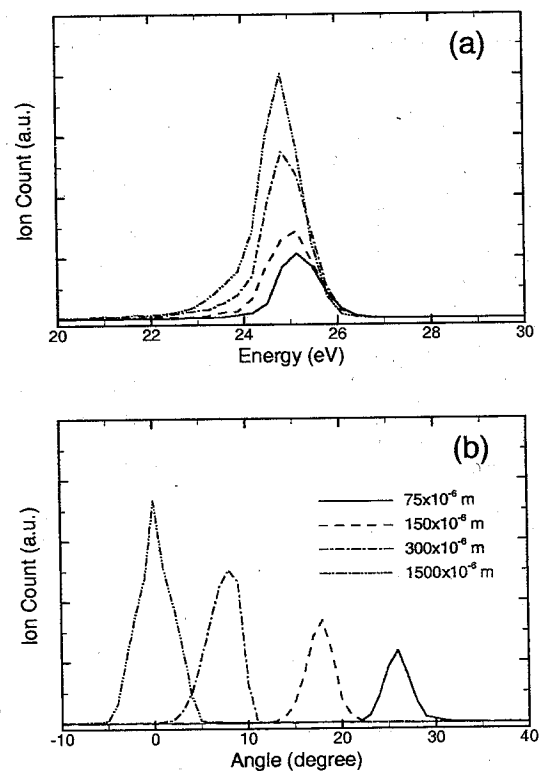 (a)
Ion Count (a.u.)
20 22 24 26 28 30
Energy (eV)
(b)
75x10⁻⁶ m
150x10⁻⁶ m
300x10⁻⁶ m
1500x10⁻⁶ m
Ion Count (a.u.)
-10 0 10 20 30 40
Angle (degree)